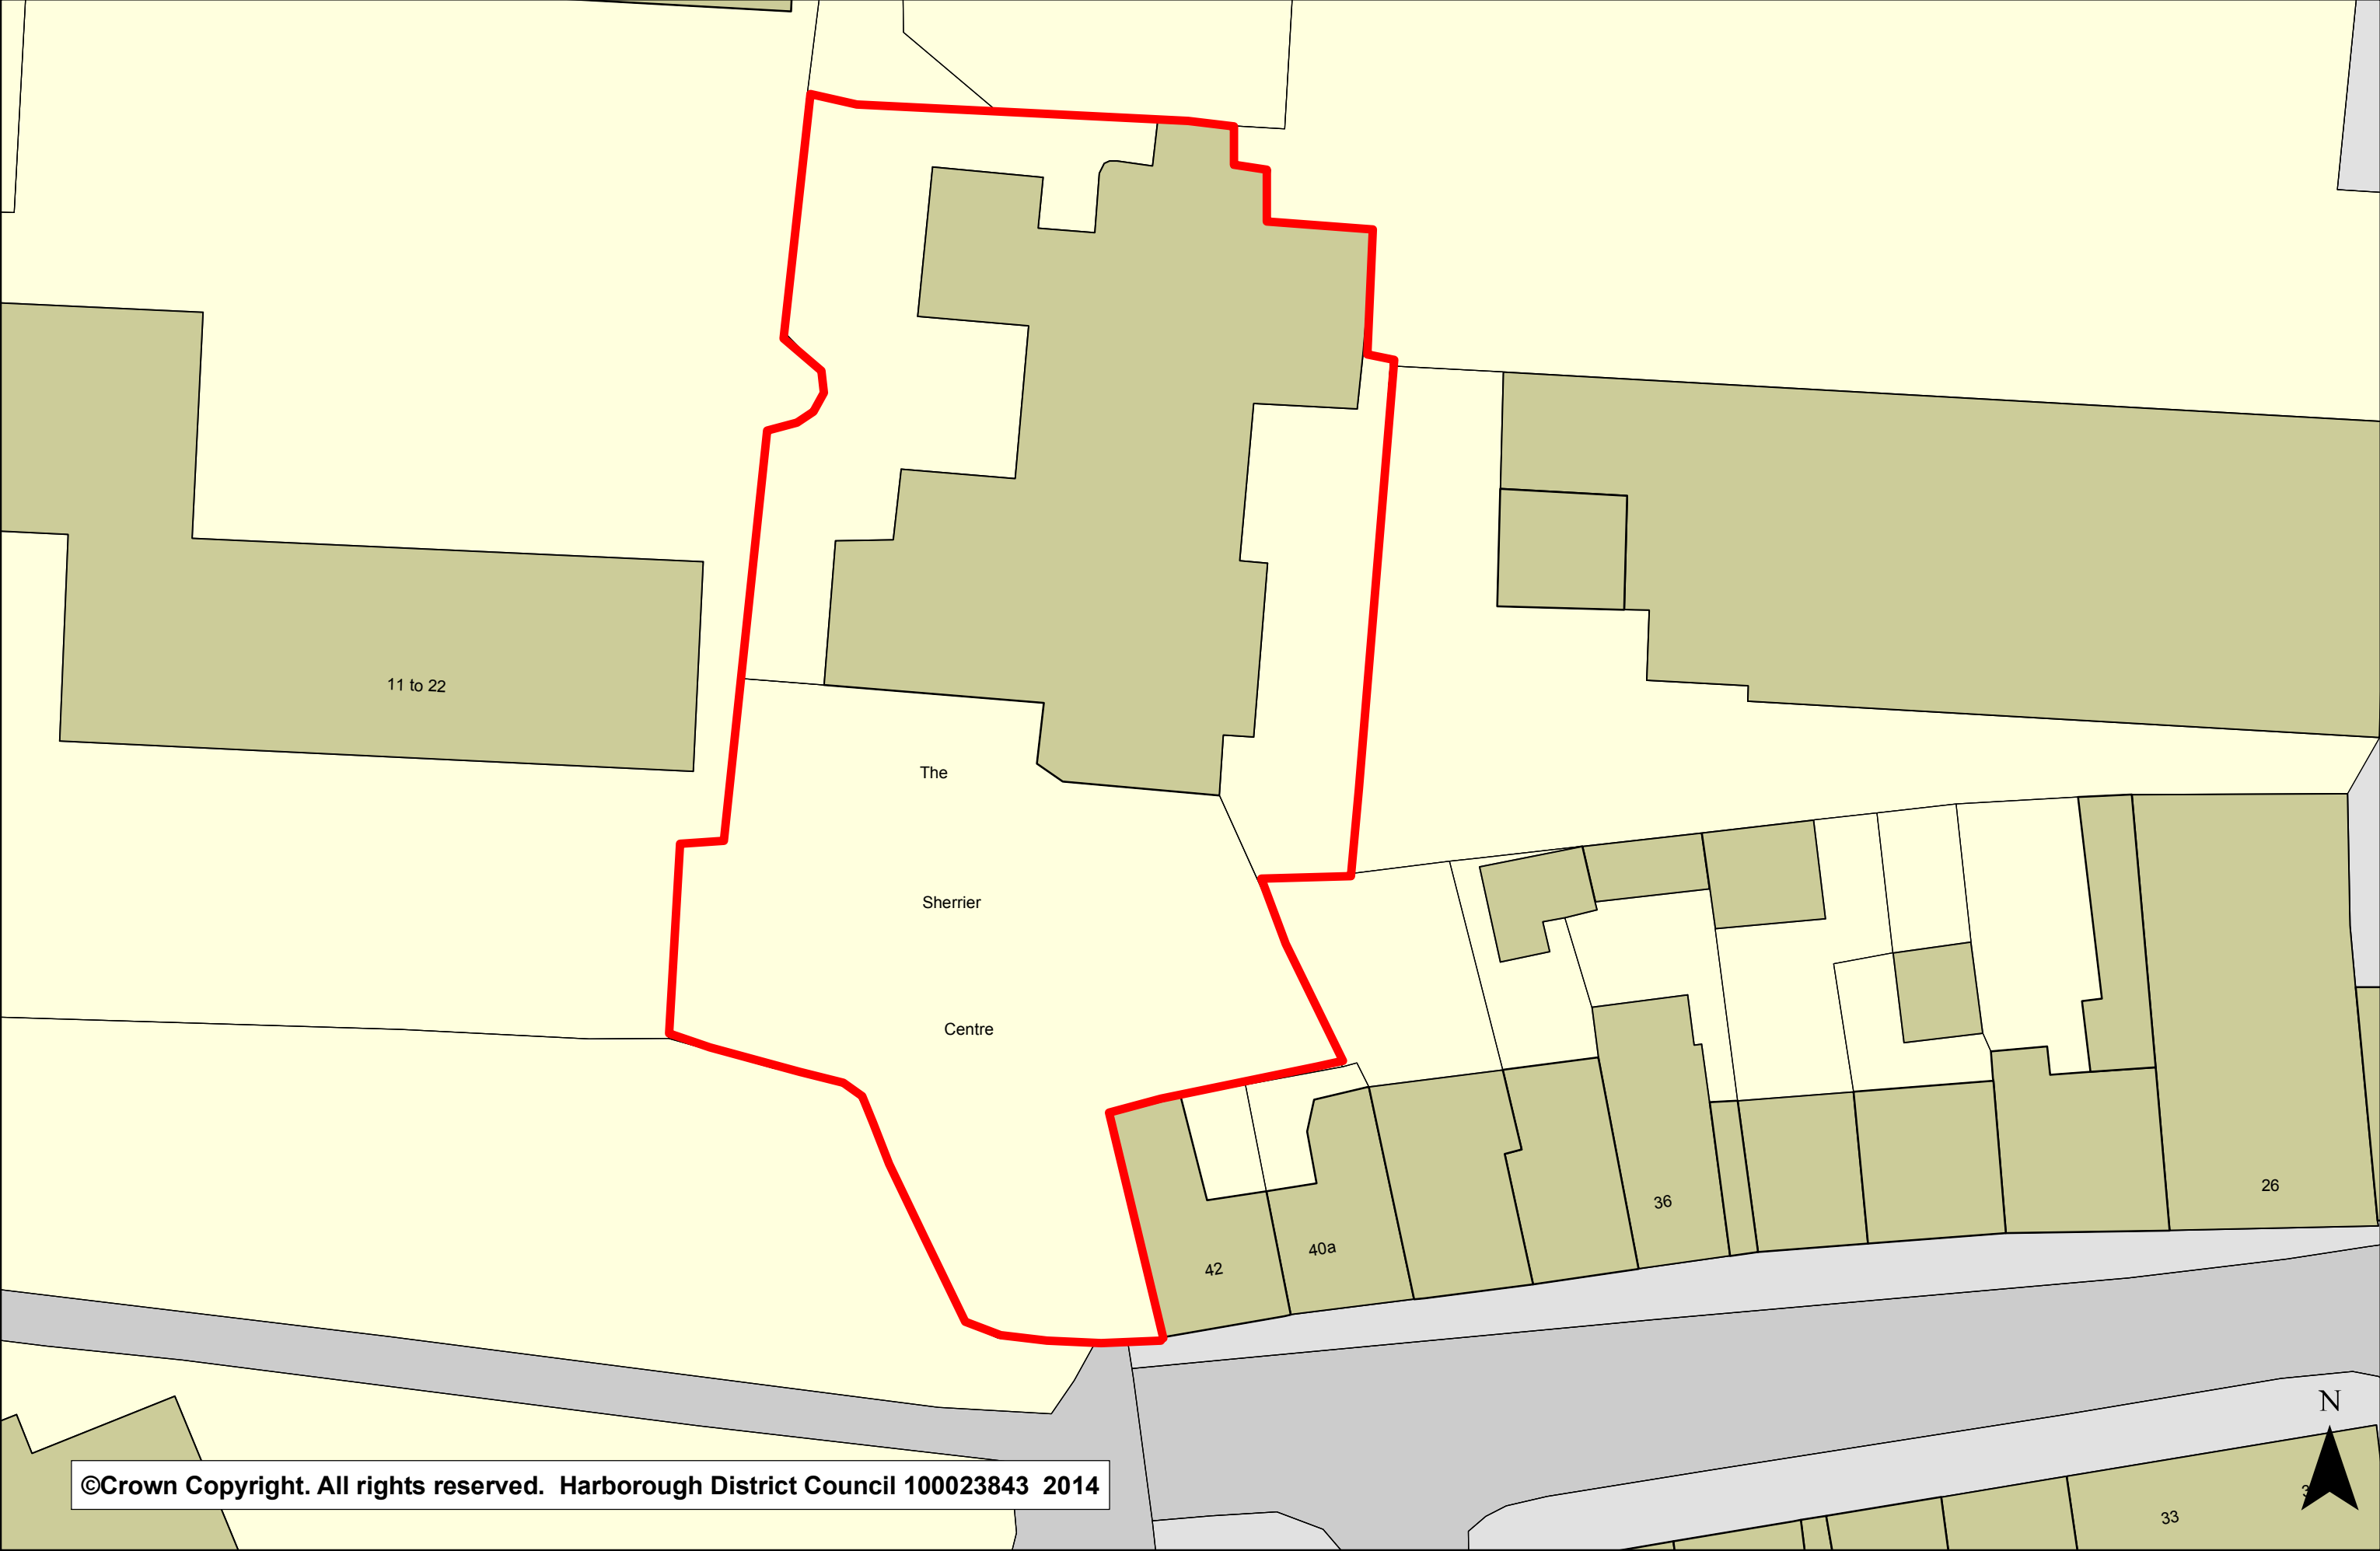 11 to 22
The
Sherrier
Centre
36
26
40a
42
N
33
©Crown Copyright. All rights reserved.  Harborough District Council 100023843  2014